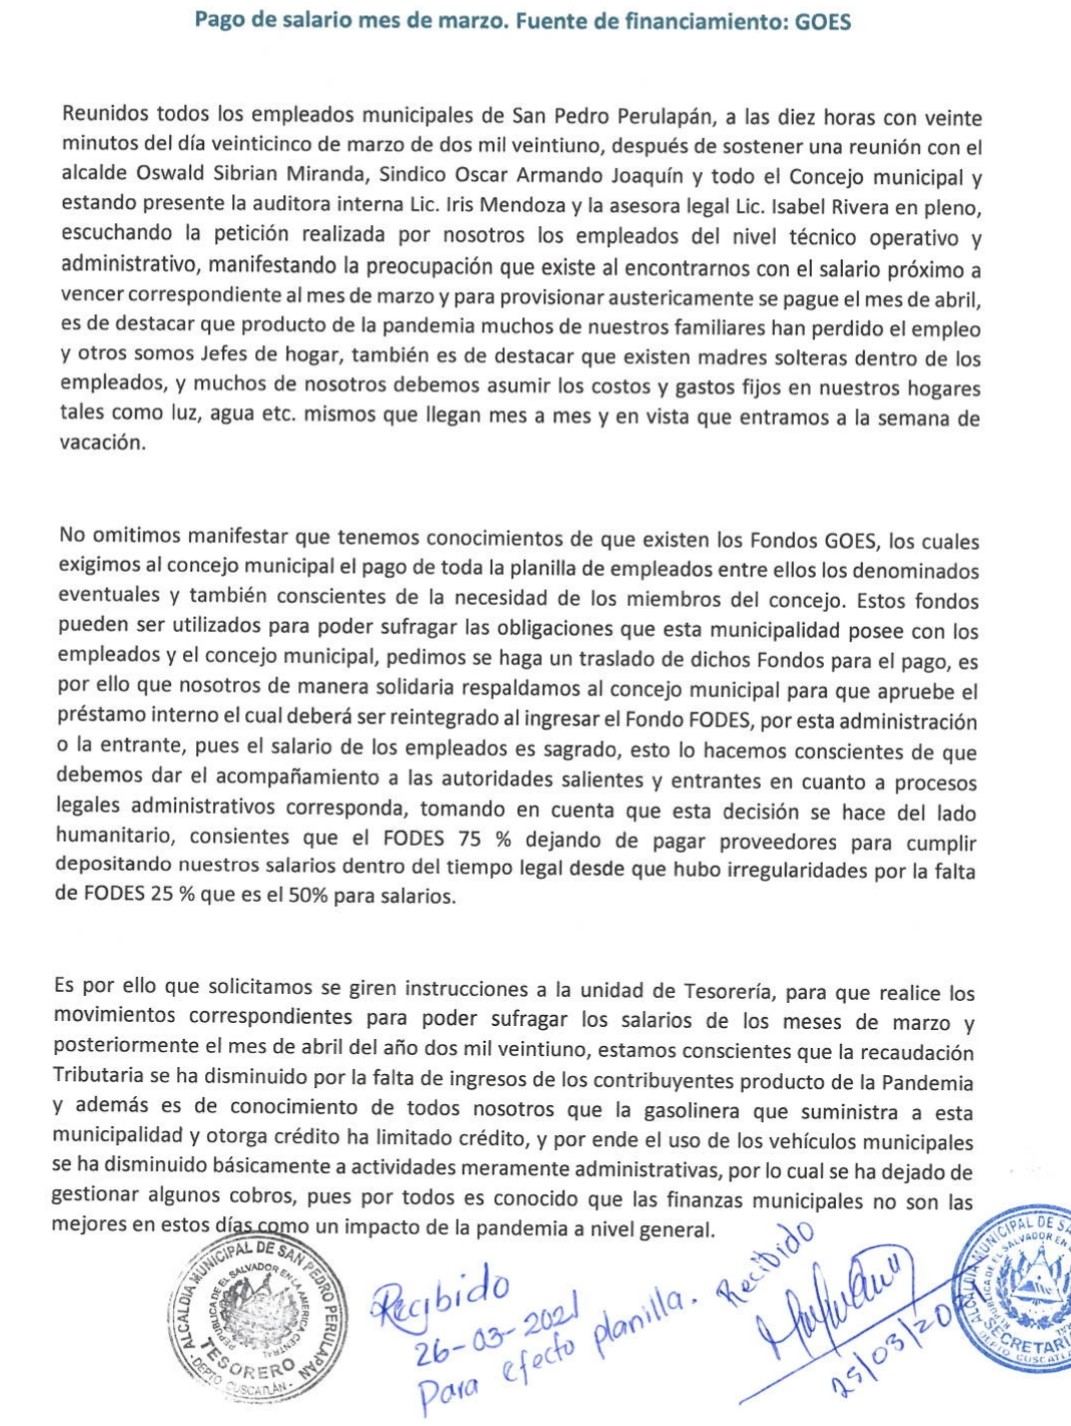 Pago de salario mes de marzo. Fuente de financiamiento: GOES
Reunidos todos los empleados municipales de San Pedro Perulapán, a las diez horas con veinte
minutos del día veinticinco de marzo de dos mil veintiuno, después de sostener una reunión con el
alcalde Oswald Sibrian Miranda, Sindico Oscar Armando Joaquín y todo el Concejo municipal y
estando presente la auditora interna Lic. Iris Mendoza y la asesora legal Lic. Isabel Rivera en pleno,
escuchando la petición realizada por nosotros los empleados del nivel técnico operativo y
administrativo, manifestando la preocupación que existe al encontrarnos con el salario próximo a
vencer correspondiente al mes de marzo y para provisionar austericamente se pague el mes de abril,
es de destacar que producto de la pandemia muchos de nuestros familiares han perdido el empleo
y otros somos Jefes de hogar, también es de destacar que existen madres solteras dentro de los
empleados, y muchos de nosotros debemos asumir los costos y gastos fijos en nuestros hogares
tales como luz, agua etc. mismos que llegan mes a mes y en vista que entramos a la semana de
vacación.
No omitimos manifestar que tenemos conocimientos de que existen los Fondos GOES, los cuales
exigimos al concejo municipal el pago de toda la planilla de empleados entre ellos los denominados
eventuales y también conscientes de la necesidad de los miembros del concejo. Estos fondos
pueden ser utilizados para poder sufragar las obligaciones que esta municipalidad posee con los
empleados y el concejo municipal, pedimos se haga un traslado de dichos Fondos para el pago, es
por ello que nosotros de manera solidaria respaldamos al concejo municipal para que apruebe el
préstamo interno el cual deberá ser reintegrado al ingresar el Fondo FODES, por esta administración
o la entrante, pues el salario de los empleados es sagrado, esto lo hacemos conscientes de que
debemos dar el acompañamiento a las autoridades salientes y entrantes en cuanto a procesos
legales administrativos corresponda, tomando en cuenta que esta decisión se hace del lado
humanitario, consientes que el FODES 75 % dejando de pagar proveedores para cumplir
depositando nuestros salarios dentro del tiempo legal desde que hubo irregularidades por la falta
de FODES 25 % que es el 50% para salarios.
Es por ello que solicitamos se giren instrucciones a la unidad de Tesorería, para que realice los
movimientos correspondientes para poder sufragar los salarios de los meses de marzo y
posteriormente el mes de abril del año dos mil veintiuno, estamos conscientes que la recaudación
Tributaria se ha disminuido por la falta de ingresos de los contribuyentes producto de la Pandemia
y además es de conocimiento de todos nosotros que la gasolinera que suministra a esta
municipalidad y otorga crédito ha limitado crédito, y por ende el uso de los vehículos municipales
se ha disminuido básicamente a actividades meramente administrativas, por lo cual se ha dejado de
gestionar algunos cobros, pues por todos es conocido que las finanzas municipales no son las
mejores en estos días como un impacto de la pandemia a nivel general.
ALCALDIA MUNICIPAL DE SAN PEDRO PERULAPAN
REPUBLICA DE EL SALVADOR EN LA AMERICA CENTRAL
TESORERO
DEPTO CUSCATLAN
Recibido
26-03-2021
Para efecto planilla.
Recibido
25/03/20
ALCALDIA MUNICIPAL DE SA
SALVADOR EN
SECRETARI
DEPTO CUSCAT